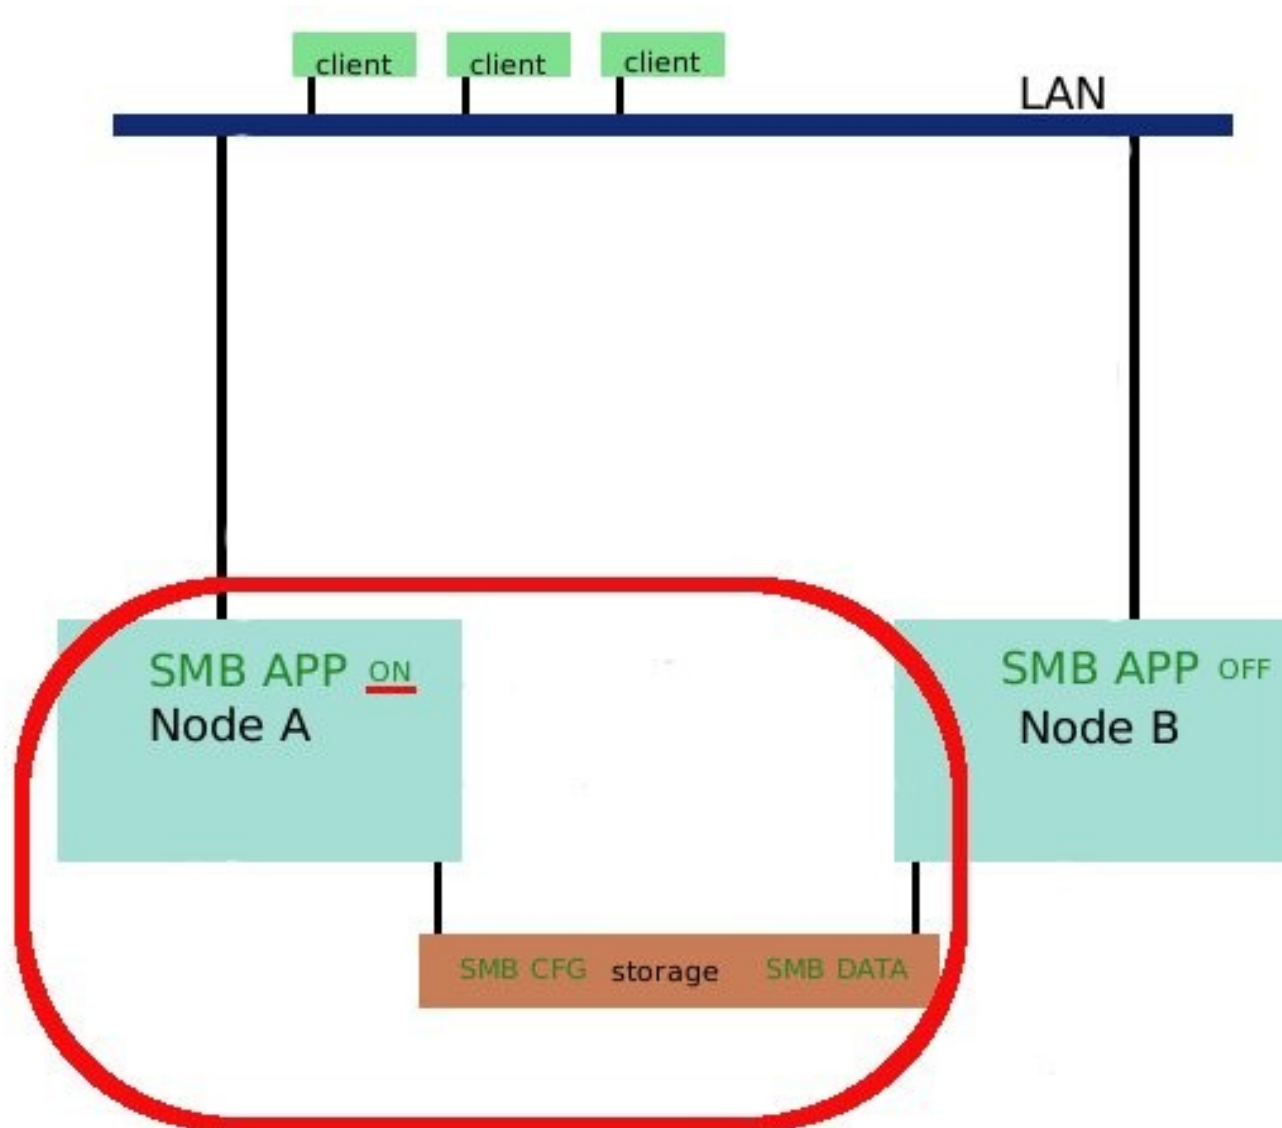 client client client
LAN
SMB APP ON
Node A
SMB APP OFF
Node B
SMB CFG storage SMB DATA